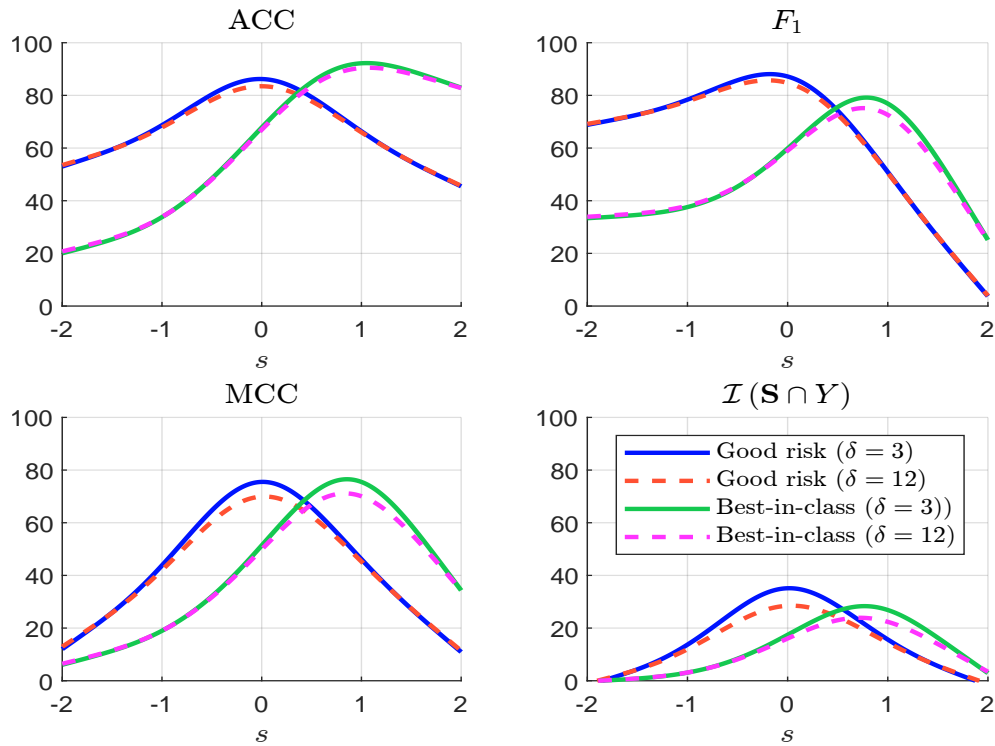 ACC
100
80
60
40
20
0
-2 -1 0 1 2
s
F1
100
80
60
40
20
0
-2 -1 0 1 2
s
MCC
100
80
60
40
20
0
-2 -1 0 1 2
s
I (S ∩ Y)
100
80
60
40
20
0
-2 -1 0 1 2
s
Good risk (δ = 3)
Good risk (δ = 12)
Best-in-class (δ = 3))
Best-in-class (δ = 12)